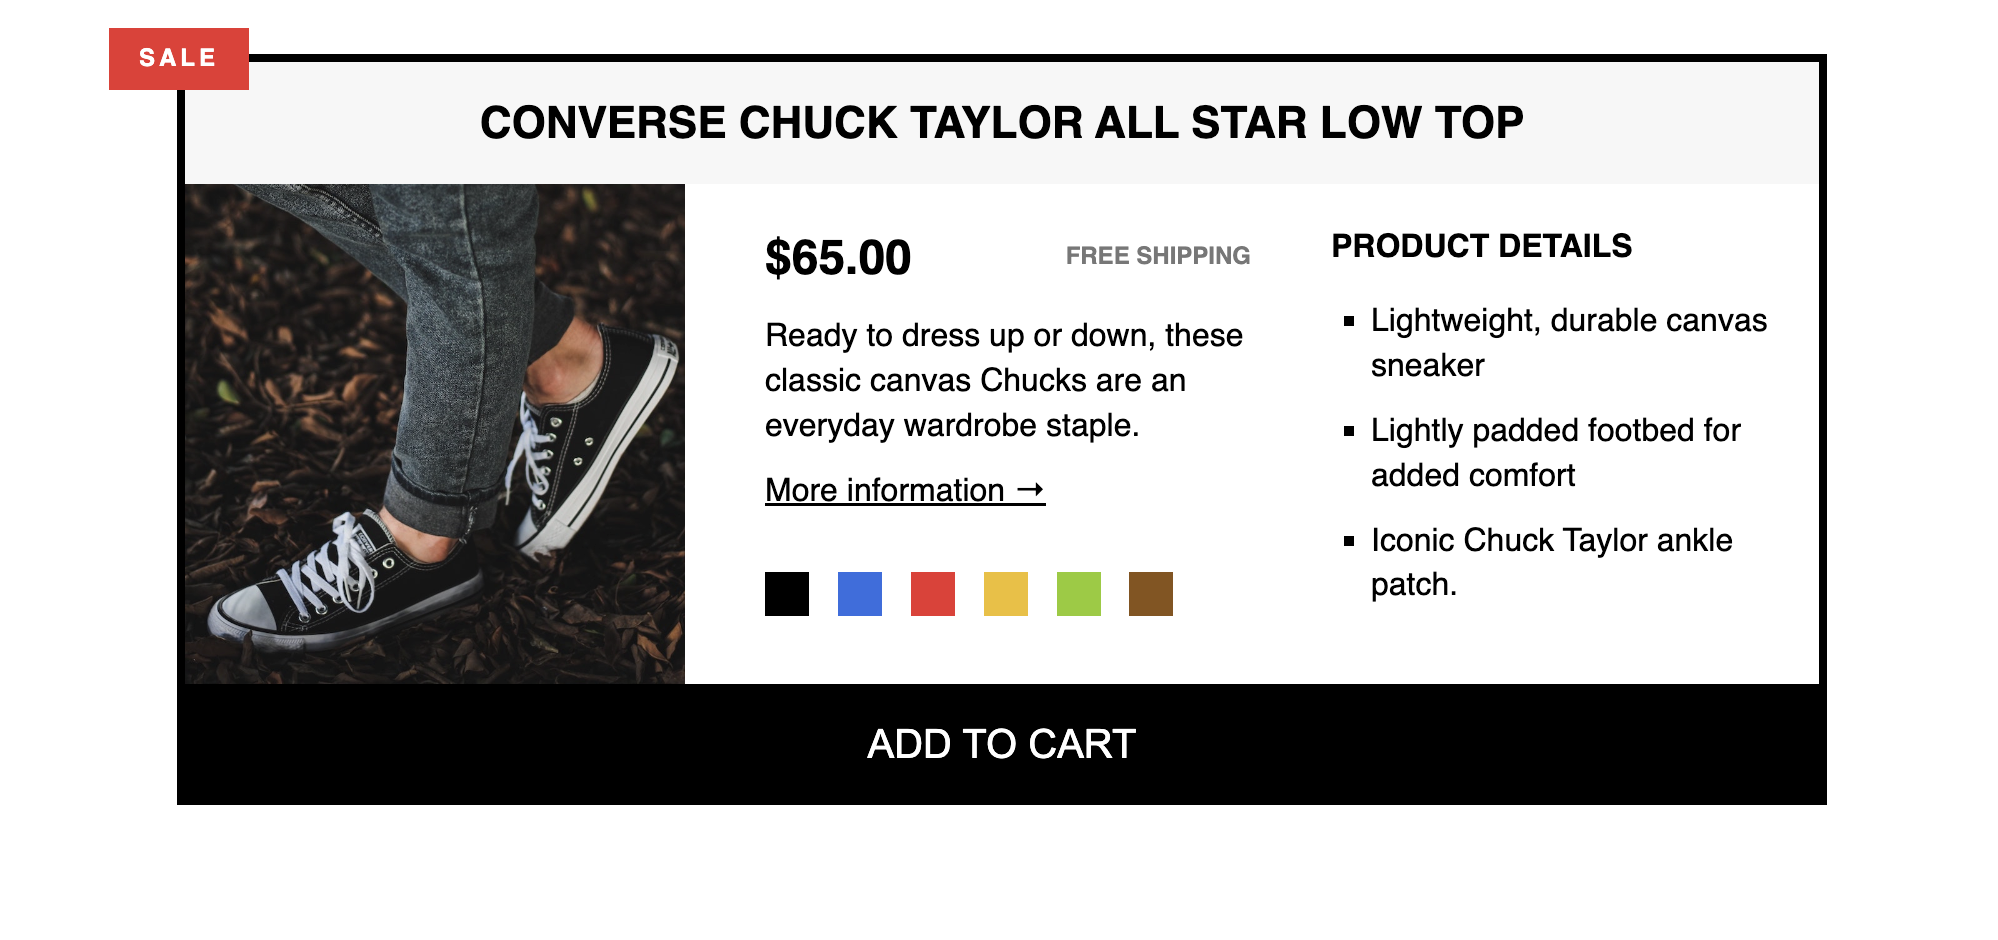 SALE
CONVERSE CHUCK TAYLOR ALL STAR LOW TOP
$65.00
FREE SHIPPING
Ready to dress up or down, these
classic canvas Chucks are an
everyday wardrobe staple.
More information →
PRODUCT DETAILS
Lightweight, durable canvas
sneaker
Lightly padded footbed for
added comfort
Iconic Chuck Taylor ankle
patch.
ADD TO CART